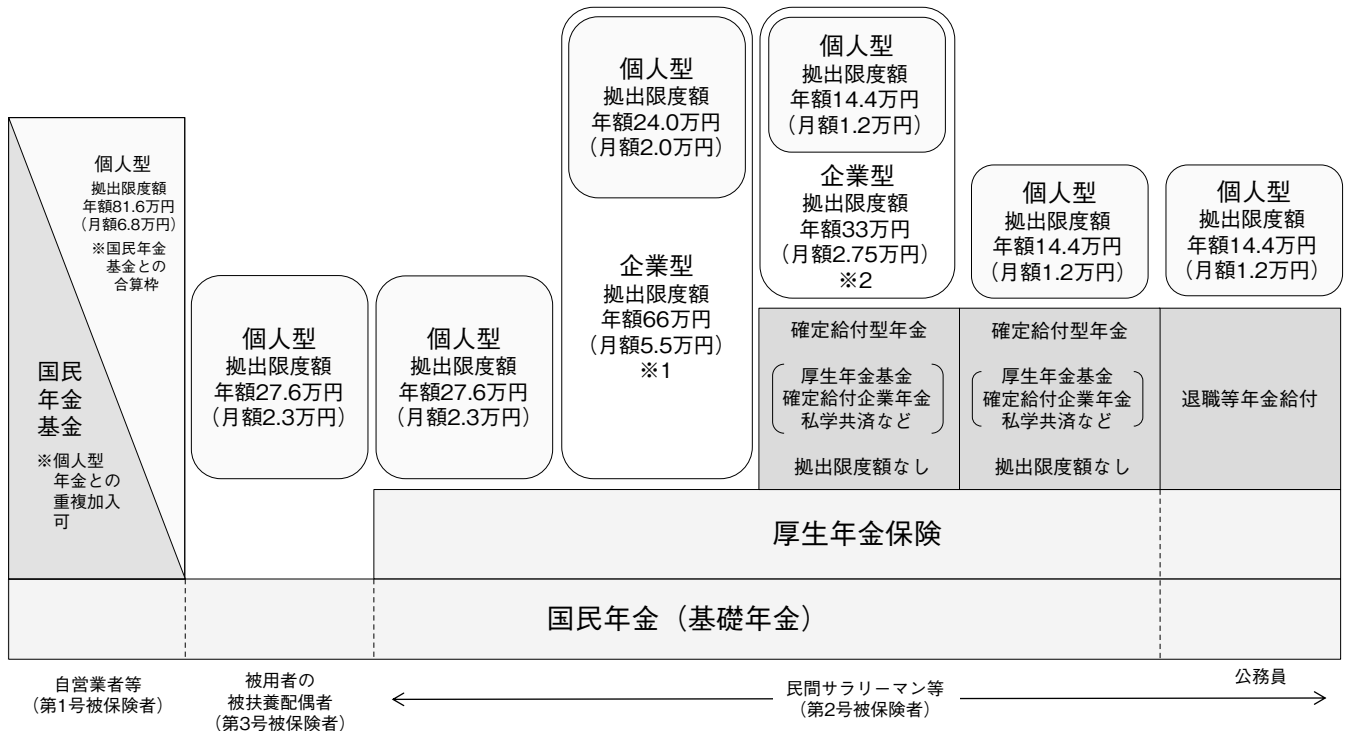 個人型
拠出限度額
年額81.6万円
（月額6.8万円）
※国民年金
基金との
合算枠
国民
年金
基金
※個人型
年金との
重複加入
可
個人型
拠出限度額
年額27.6万円
（月額2.3万円）
個人型
拠出限度額
年額27.6万円
（月額2.3万円）
個人型
拠出限度額
年額24.0万円
（月額2.0万円）
企業型
拠出限度額
年額66万円
（月額5.5万円）
※1
個人型
拠出限度額
年額14.4万円
（月額1.2万円）
企業型
拠出限度額
年額33万円
（月額2.75万円）
※2
確定給付型年金
厚生年金基金
確定給付企業年金
私学共済など
拠出限度額なし
個人型
拠出限度額
年額14.4万円
（月額1.2万円）
確定給付型年金
厚生年金基金
確定給付企業年金
私学共済など
拠出限度額なし
個人型
拠出限度額
年額14.4万円
（月額1.2万円）
退職等年金給付
厚生年金保険
国民年金（基礎年金）
自営業者等
（第1号被保険者）
被用者の
被扶養配偶者
（第3号被保険者）
民間サラリーマン等
（第2号被保険者）
公務員